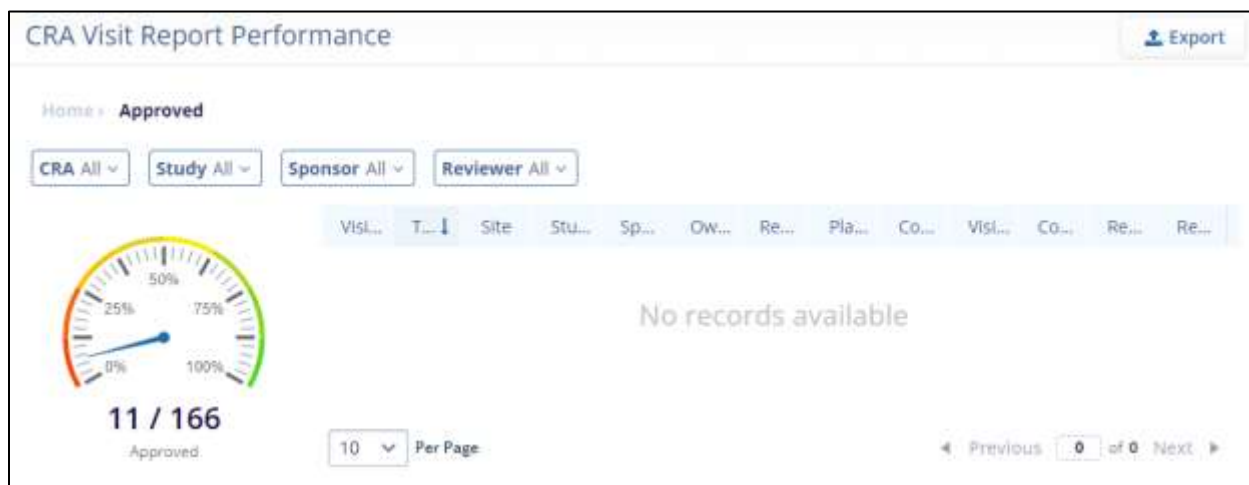 CRA Visit Report Performance
Export
Home › Approved
CRA All
Study All
Sponsor All
Reviewer All
Visi... T... Site Stu... Sp... Ow... Re... Pla... Co... Visi... Co... Re... Re...
50%
25% 75%
0% 100%
No records available
11 / 166
Approved
10 Per Page
Previous 0 of 0 Next